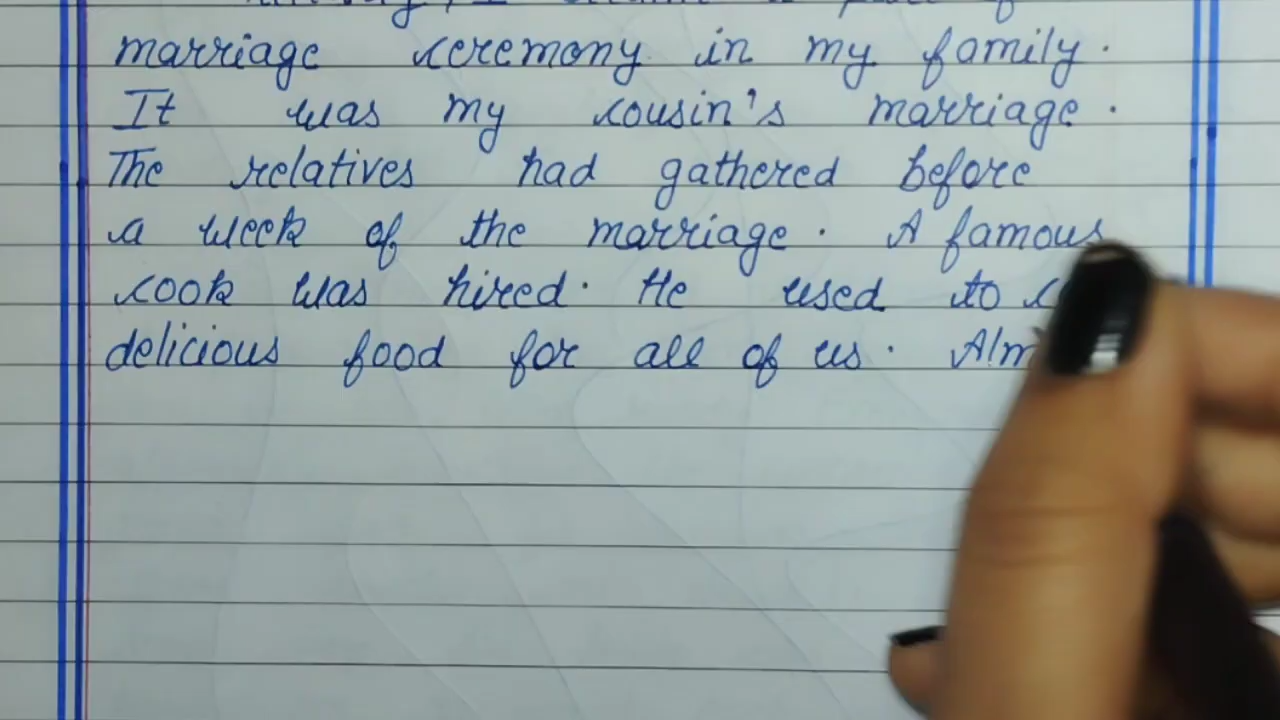 marriage ceremony in my family.
It was my cousin's marriage.
The relatives had gathered before
a week of the marriage. A famous
cook was hired. He used to
delicious food for all of us.